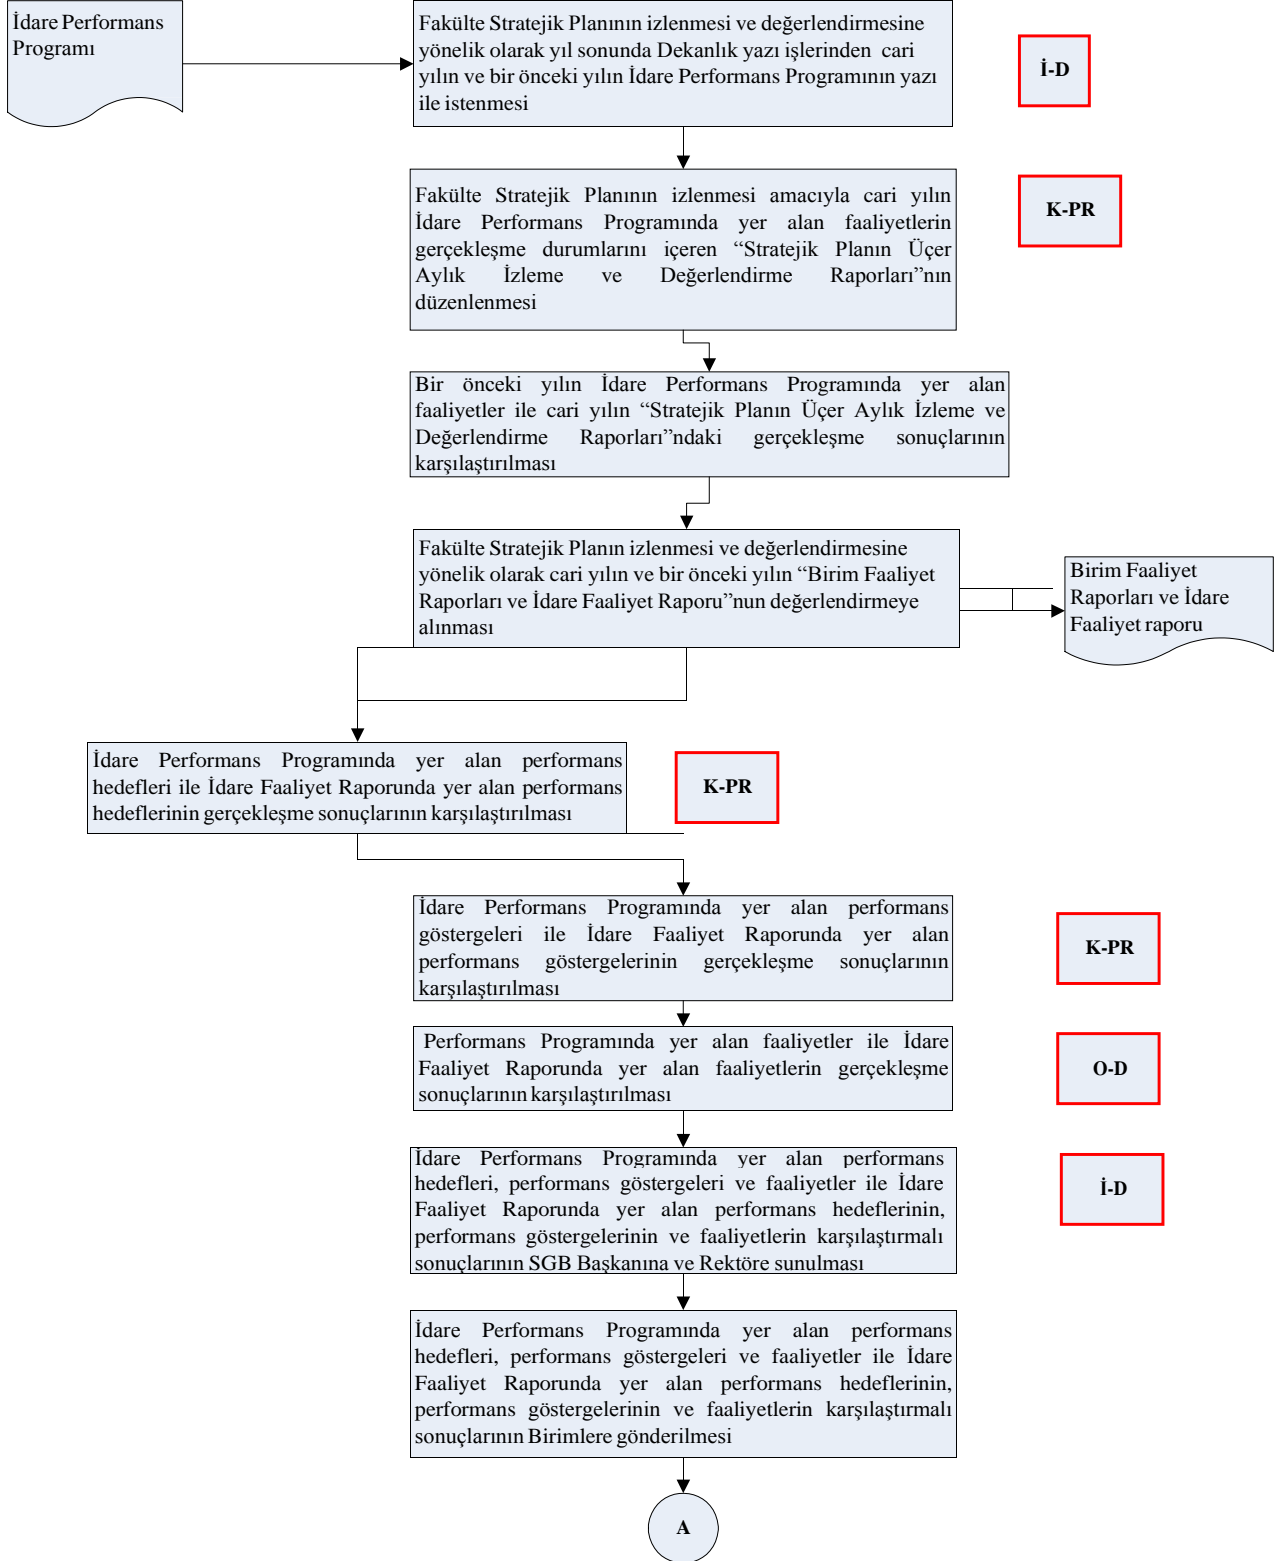 İdare Performans
Programı
Fakülte Stratejik Planının izlenmesi ve değerlendirmesine
yönelik olarak yıl sonunda Dekanlık yazı işlerinden cari
yılın ve bir önceki yılın İdare Performans Programının yazı
ile istenmesi
İ-D
Fakülte Stratejik Planının izlenmesi amacıyla cari yılın
İdare Performans Programında yer alan faaliyetlerin
gerçekleşme durumlarını içeren “Stratejik Planın Üçer
Aylık İzleme ve Değerlendirme Raporları”nın
düzenlenmesi
K-PR
Bir önceki yılın İdare Performans Programında yer alan
faaliyetler ile cari yılın “Stratejik Planın Üçer Aylık İzleme ve
Değerlendirme Raporları”ndaki gerçekleşme sonuçlarının
karşılaştırılması
Fakülte Stratejik Planın izlenmesi ve değerlendirmesine
yönelik olarak cari yılın ve bir önceki yılın “Birim Faaliyet
Raporları ve İdare Faaliyet Raporu”nun değerlendirmeye
alınması
Birim Faaliyet
Raporları ve İdare
Faaliyet raporu
İdare Performans Programında yer alan performans
hedefleri ile İdare Faaliyet Raporunda yer alan performans
hedeflerinin gerçekleşme sonuçlarının karşılaştırılması
K-PR
İdare Performans Programında yer alan performans
göstergeleri ile İdare Faaliyet Raporunda yer alan
performans göstergelerinin gerçekleşme sonuçlarının
karşılaştırılması
K-PR
Performans Programında yer alan faaliyetler ile İdare
Faaliyet Raporunda yer alan faaliyetlerin gerçekleşme
sonuçlarının karşılaştırılması
O-D
İdare Performans Programında yer alan performans
hedefleri, performans göstergeleri ve faaliyetler ile İdare
Faaliyet Raporunda yer alan performans hedeflerinin,
performans göstergelerinin ve faaliyetlerin karşılaştırmalı
sonuçlarının SGB Başkanına ve Rektöre sunulması
İ-D
İdare Performans Programında yer alan performans
hedefleri, performans göstergeleri ve faaliyetler ile İdare
Faaliyet Raporunda yer alan performans hedeflerinin,
performans göstergelerinin ve faaliyetlerin karşılaştırmalı
sonuçlarının Birimlere gönderilmesi
A